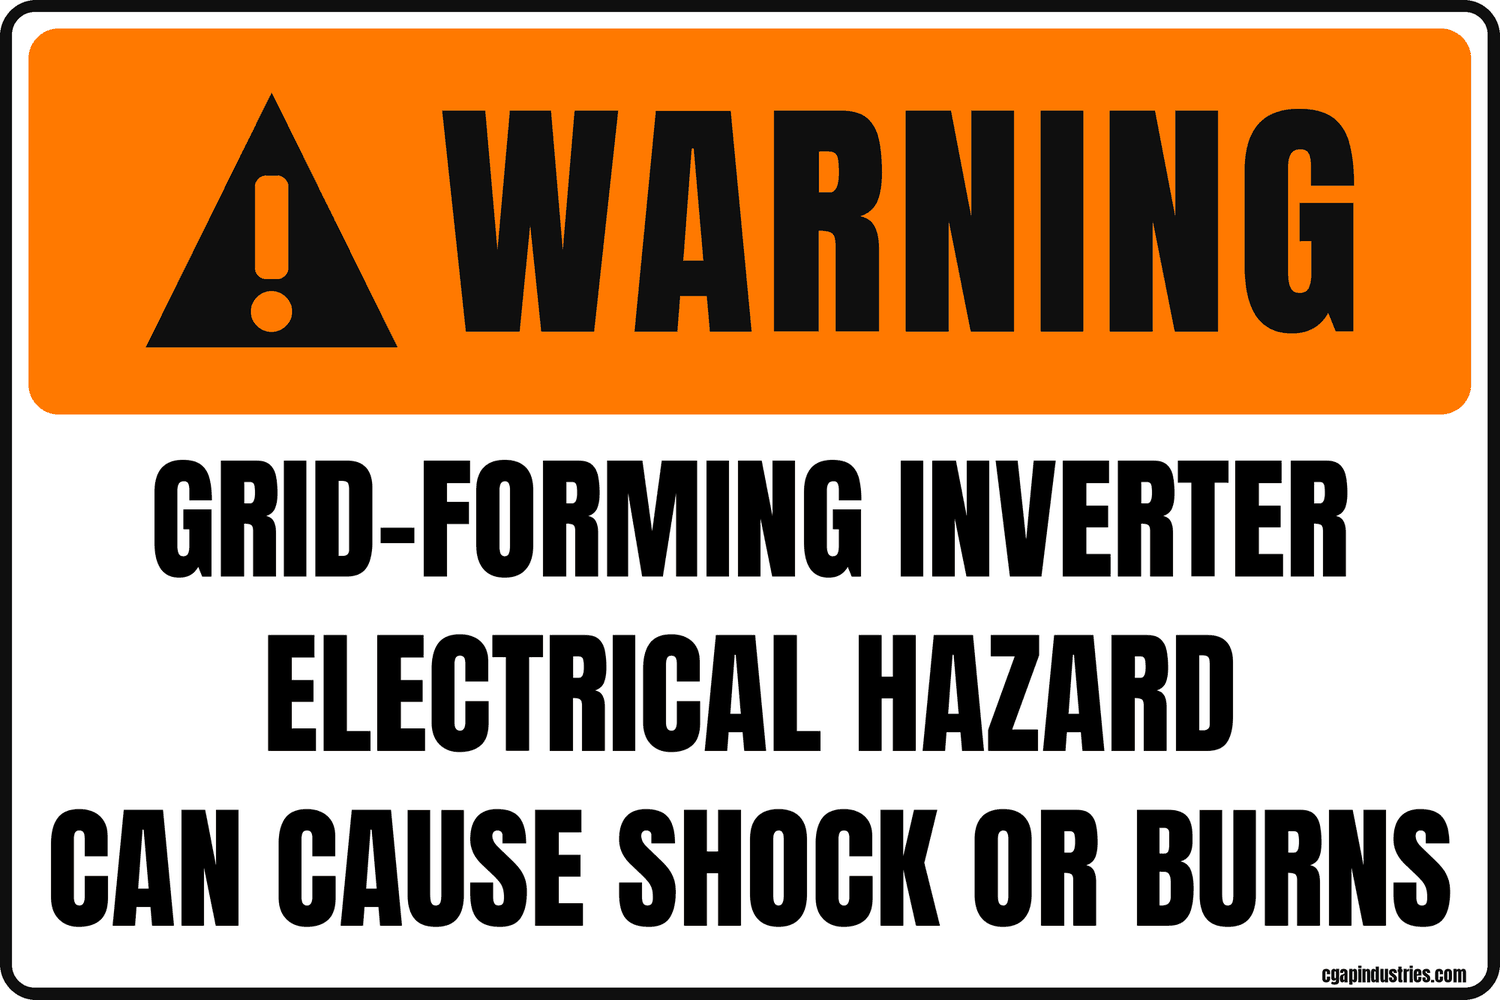 WARNING
GRID-FORMING INVERTER
ELECTRICAL HAZARD
CAN CAUSE SHOCK OR BURNS
cgapindustries.com